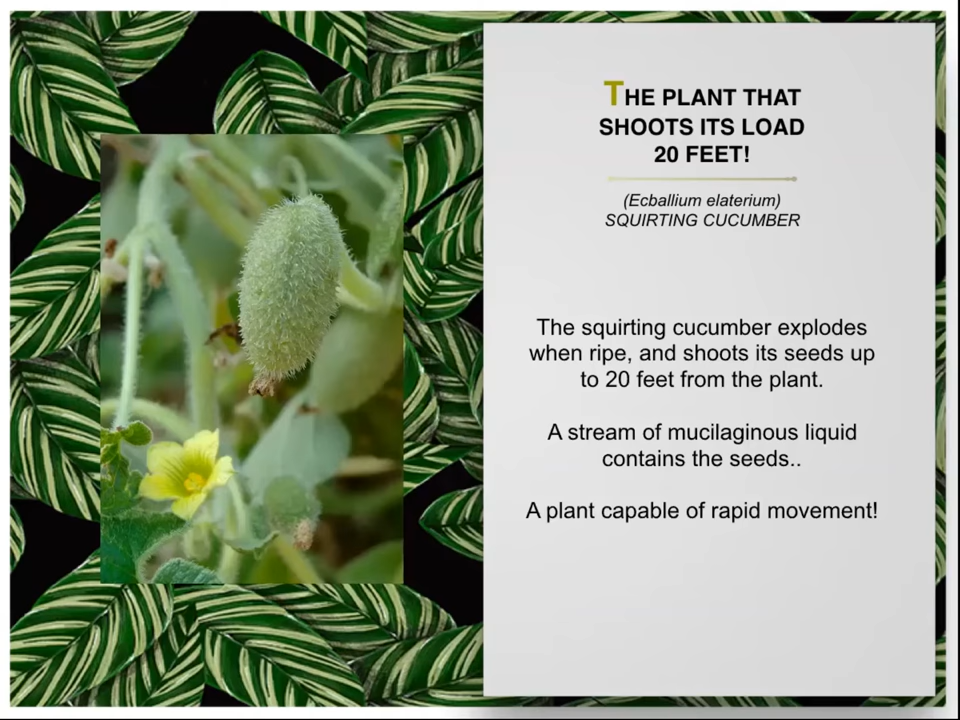 THE PLANT THAT
SHOOTS ITS LOAD
20 FEET!
(Ecballium elaterium)
SQUIRTING CUCUMBER
The squirting cucumber explodes
when ripe, and shoots its seeds up
to 20 feet from the plant.
A stream of mucilaginous liquid
contains the seeds..
A plant capable of rapid movement!